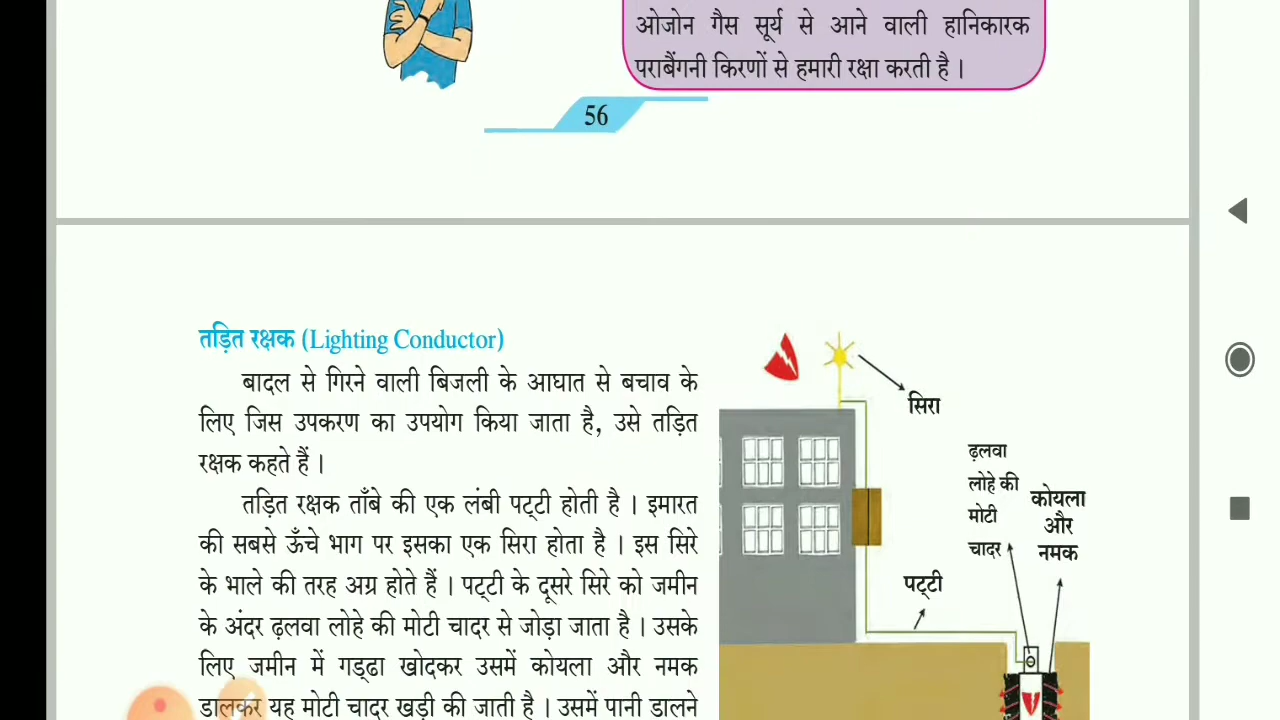 ओजोन गैस सूर्य से आने वाली हानिकारक
पराबैंगनी किरणों से हमारी रक्षा करती है ।
56
तड़ित रक्षक (Lighting Conductor)
बादल से गिरने वाली बिजली के आघात से बचाव के
लिए जिस उपकरण का उपयोग किया जाता है, उसे तड़ित
रक्षक कहते हैं ।
तड़ित रक्षक ताँबे की एक लंबी पट्टी होती है । इमारत
की सबसे ऊँचे भाग पर इसका एक सिरा होता है । इस सिरे
के भाले की तरह अग्र होते हैं । पट्टी के दूसरे सिरे को जमीन
के अंदर ढ़लवा लोहे की मोटी चादर से जोड़ा जाता है । उसके
लिए जमीन में गड्ढा खोदकर उसमें कोयला और नमक
डालकर यह मोटी चादर खड़ी की जाती है । उसमें पानी डालने
सिरा
ढ़लवा
लोहे की
मोटी
चादर
कोयला
और
नमक
पट्टी